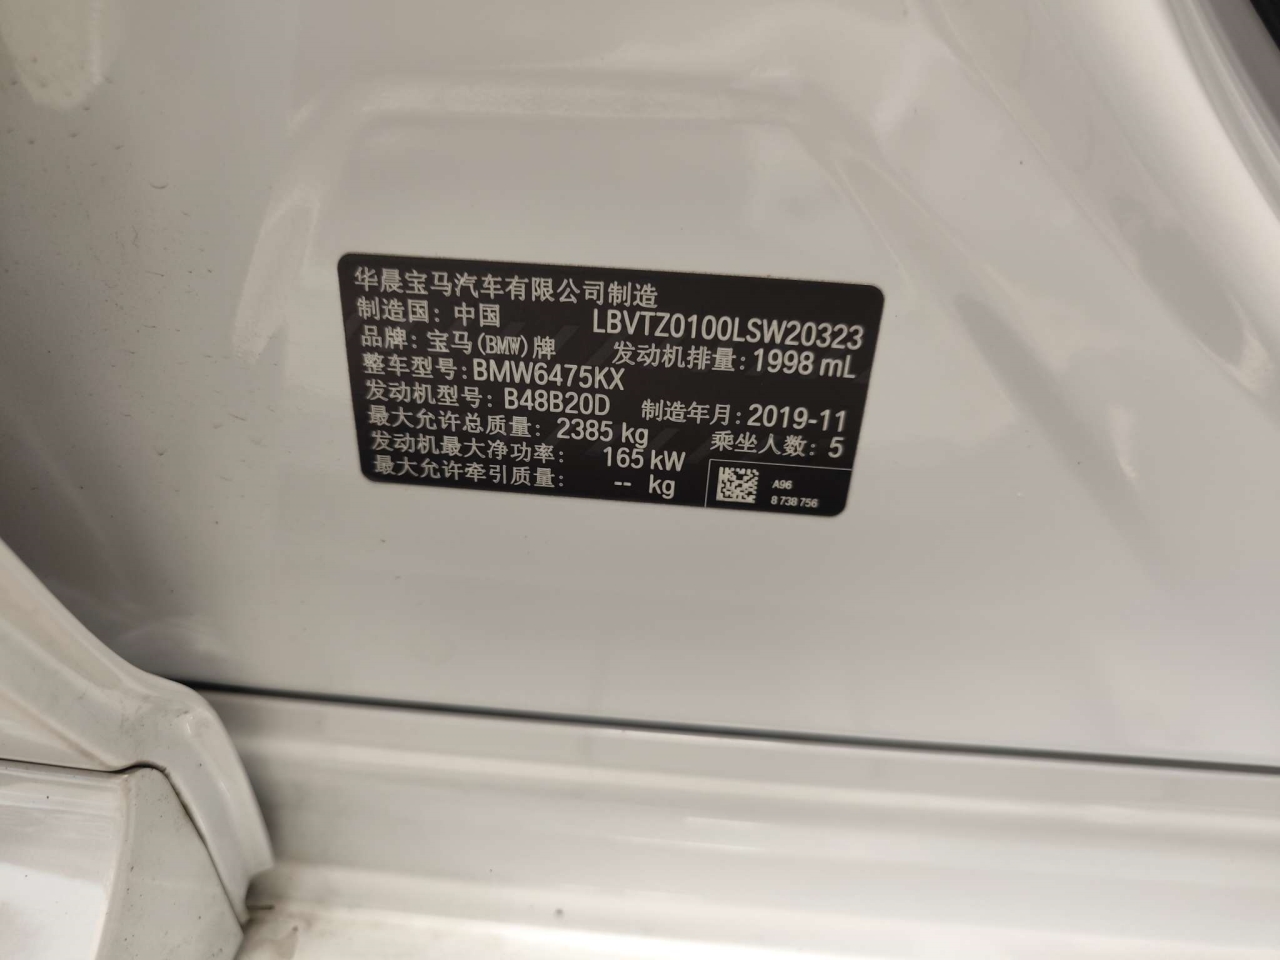 华晨宝马汽车有限公司制造
制造国：中国 LBVTZ0100LSW20323
品牌：宝马(BMW)牌 发动机排量：1998 mL
整车型号：BMW6475KX
发动机型号：B48B20D 制造年月：2019-11
最大允许总质量：2385 kg 乘坐人数：5
发动机最大净功率：165 kW
最大允许牵引质量：-- kg
A96
8 738 756